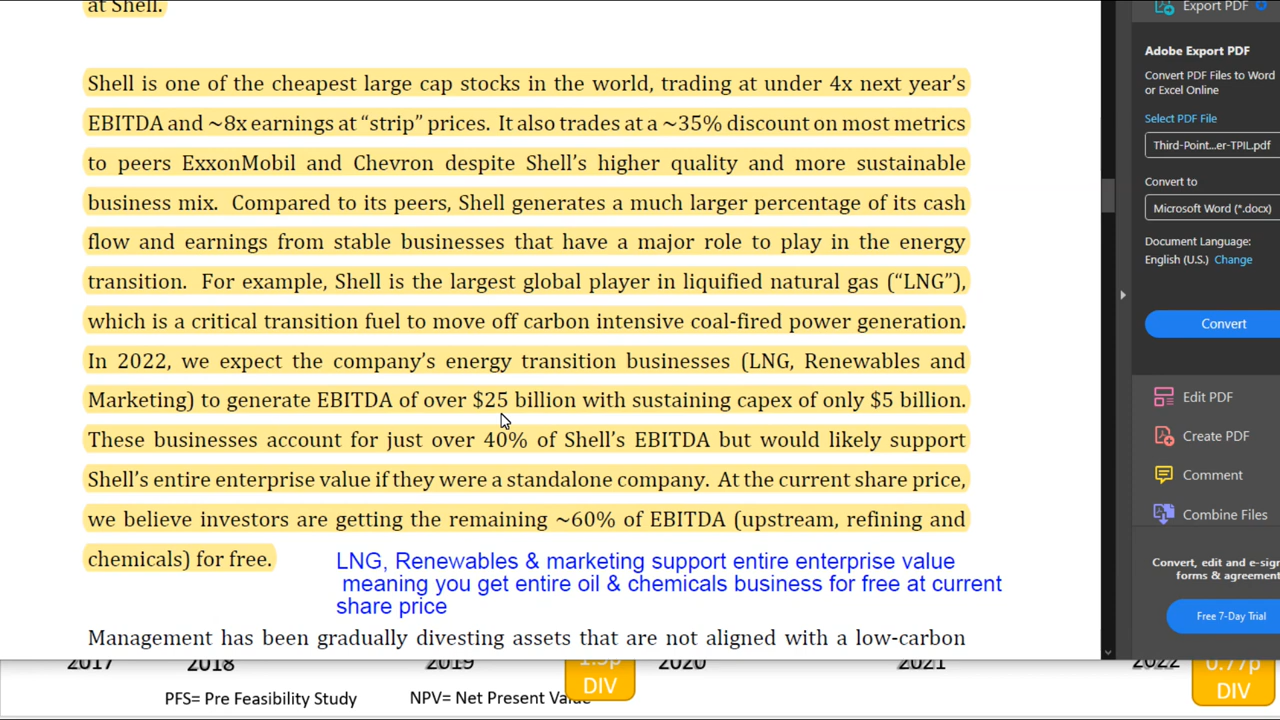 at Shell.
Shell is one of the cheapest large cap stocks in the world, trading at under 4x next year’s
EBITDA and ~8x earnings at “strip” prices. It also trades at a ~35% discount on most metrics
to peers ExxonMobil and Chevron despite Shell’s higher quality and more sustainable
business mix. Compared to its peers, Shell generates a much larger percentage of its cash
flow and earnings from stable businesses that have a major role to play in the energy
transition. For example, Shell is the largest global player in liquified natural gas (“LNG”),
which is a critical transition fuel to move off carbon intensive coal-fired power generation.
In 2022, we expect the company’s energy transition businesses (LNG, Renewables and
Marketing) to generate EBITDA of over $25 billion with sustaining capex of only $5 billion.
These businesses account for just over 40% of Shell’s EBITDA but would likely support
Shell’s entire enterprise value if they were a standalone company. At the current share price,
we believe investors are getting the remaining ~60% of EBITDA (upstream, refining and
chemicals) for free.
LNG, Renewables & marketing support entire enterprise value
meaning you get entire oil & chemicals business for free at current
share price
Management has been gradually divesting assets that are not aligned with a low-carbon
2017 2018 2019 2020 2021 2022
DIV
0.77p
DIV
PFS= Pre Feasibility Study
NPV= Net Present Value
Export PDF
Adobe Export PDF
Convert PDF Files to Word
or Excel Online
Select PDF File
Third-Point...er-TPIL.pdf
Convert to
Microsoft Word (*.docx)
Document Language:
English (U.S.) Change
Convert
Edit PDF
Create PDF
Comment
Combine Files
Convert, edit and e-sign
forms & agreemen
Free 7-Day Trial